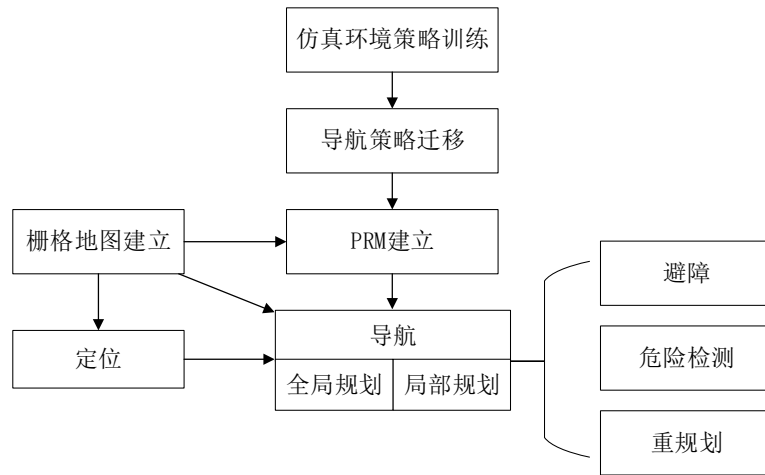 仿真环境策略训练
导航策略迁移
栅格地图建立
PRM建立
避障
导航
定位
危险检测
全局规划
局部规划
重规划